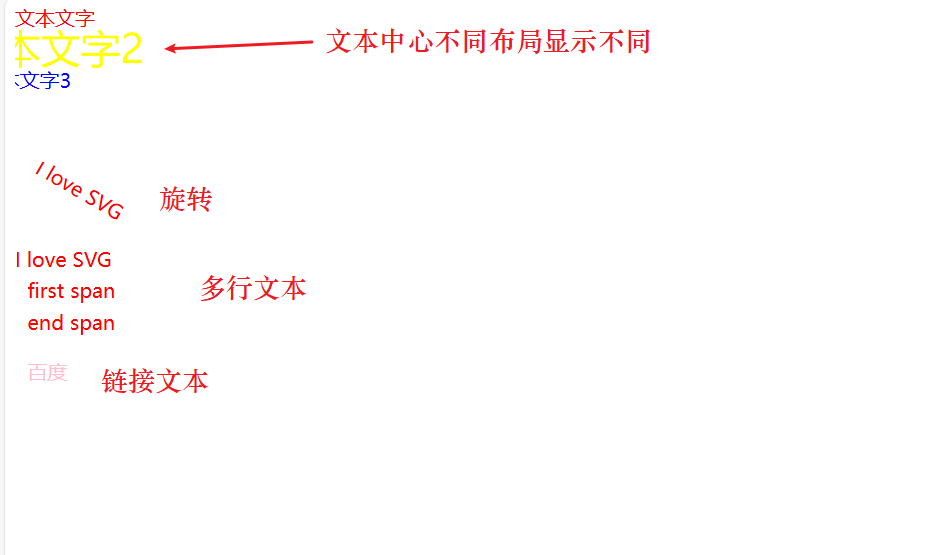 文本文字
本文字2
文本中心不同布局显示不同
文字3
I love SVG
旋转
I love SVG
first span
多行文本
end span
百度
链接文本